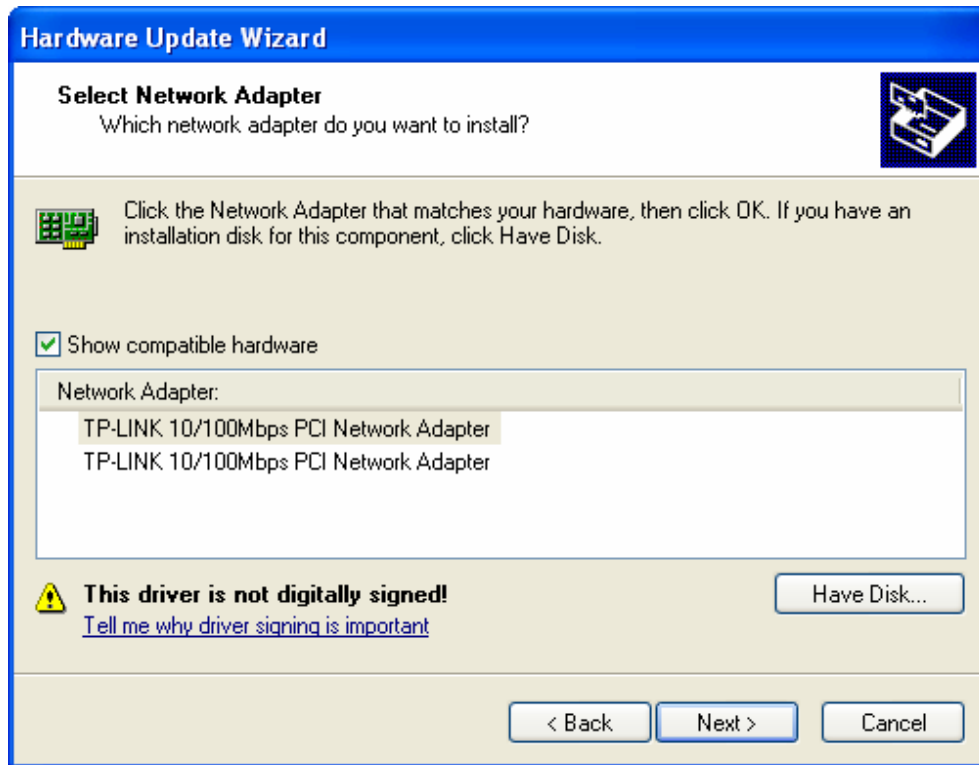 Hardware Update Wizard
Select Network Adapter
Which network adapter do you want to install?
Click the Network Adapter that matches your hardware, then click OK. If you have an
installation disk for this component, click Have Disk.
Show compatible hardware
Network Adapter:
TP-LINK 10/100Mbps PCI Network Adapter
TP-LINK 10/100Mbps PCI Network Adapter
This driver is not digitally signed!
Have Disk...
Tell me why driver signing is important
< Back
Next >
Cancel